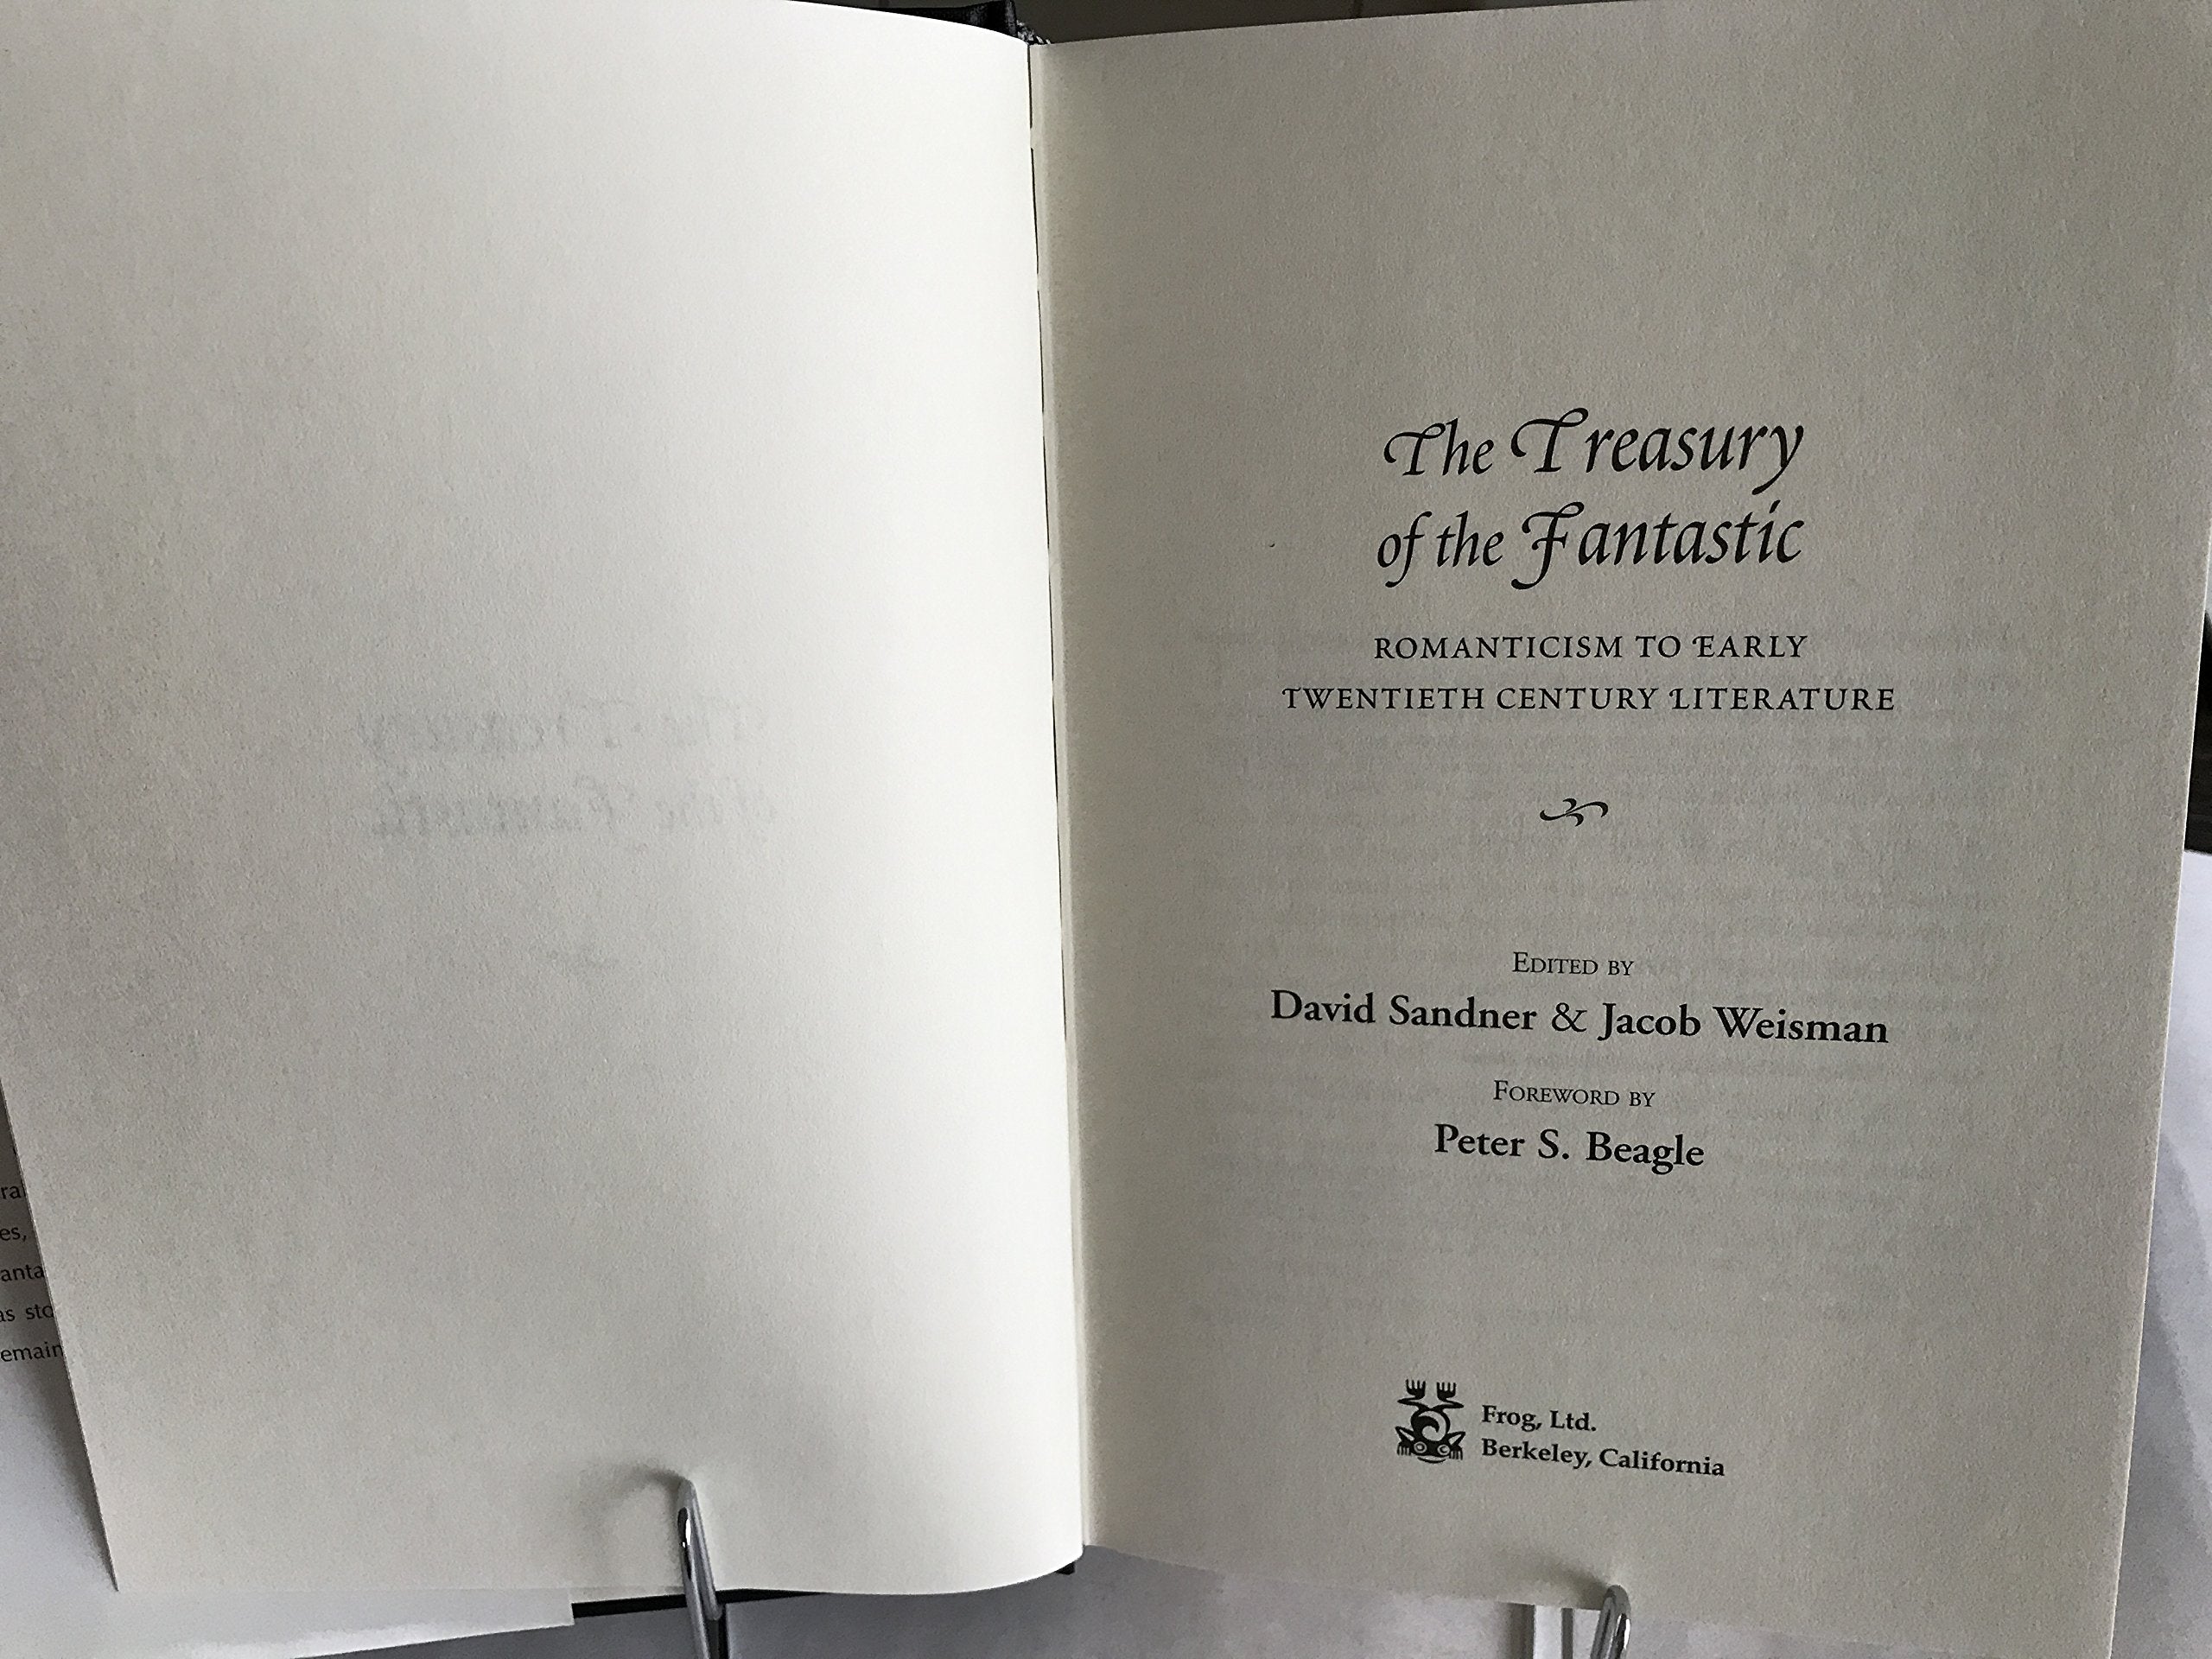 The Treasury
of the Fantastic
ROMANTICISM TO EARLY
TWENTIETH CENTURY LITERATURE
EDITED BY
David Sandner & Jacob Weisman
FOREWORD BY
Peter S. Beagle
Frog, Ltd.
Berkeley, California